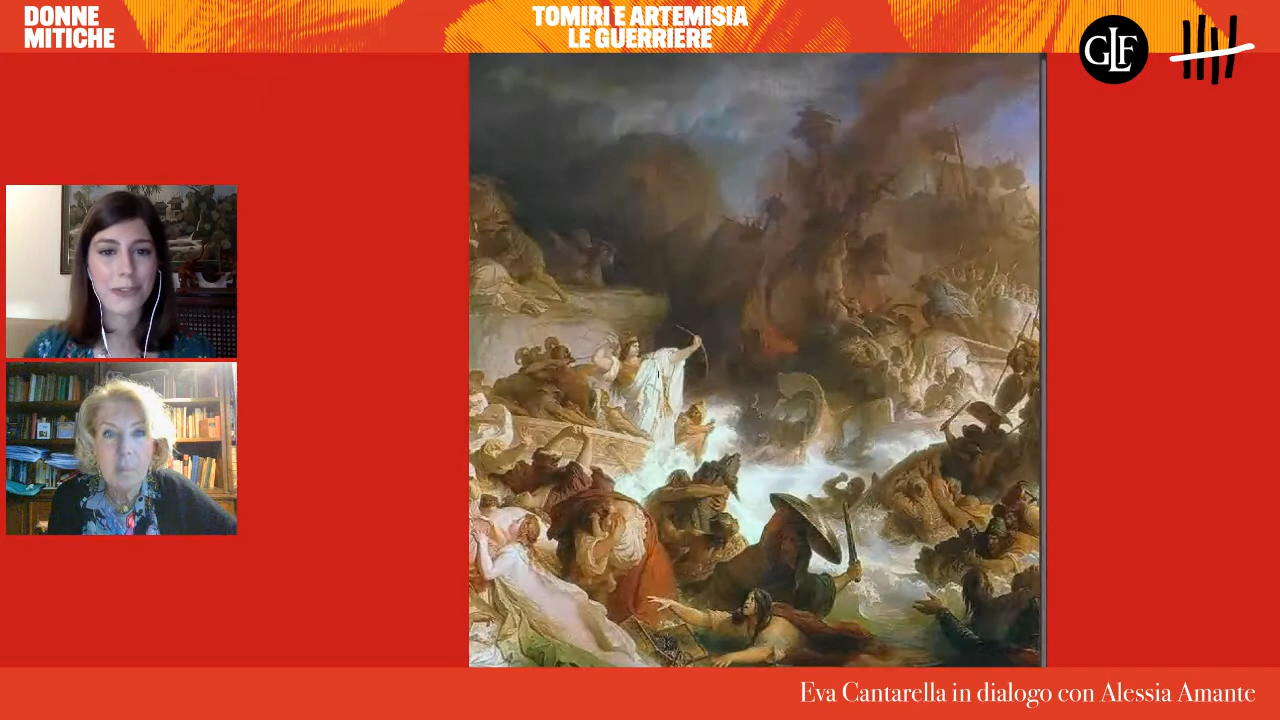 DONNE
MITICHE
TOMIRI E ARTEMISIA
LE GUERRIERE
GLF
Eva Cantarella in dialogo con Alessia Amante